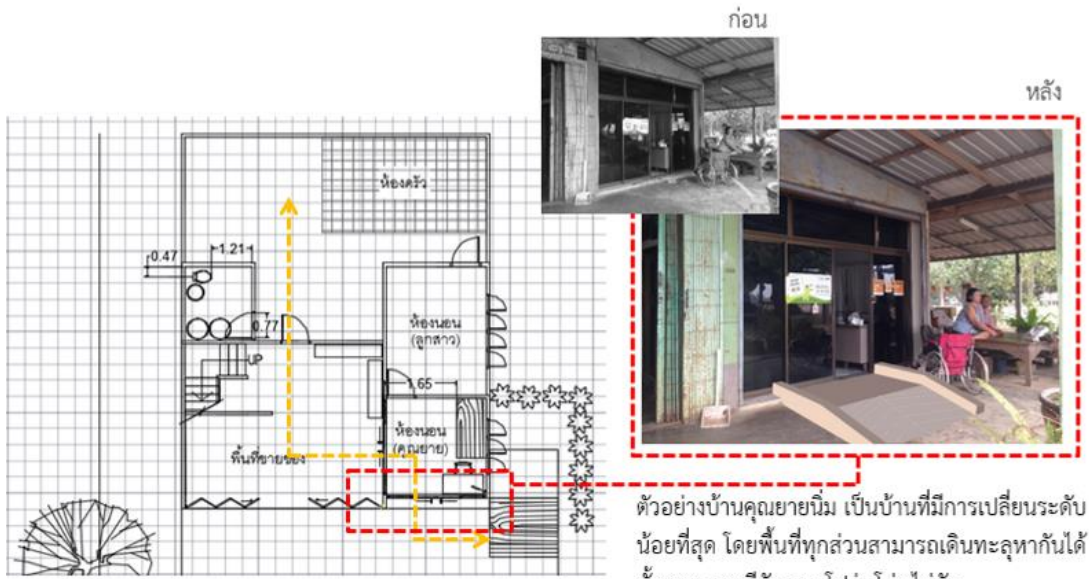 ก่อน
หลัง
ห้องครัว
0.47
1.21
0.77
ห้องนอน
(ลูกสาว)
UP
1.65
ห้องนอน
(คุณยาย)
พื้นที่ขายของ
ตัวอย่างบ้านคุณยายนิ่ม เป็นบ้านที่มีการเปลี่ยนระดับ
น้อยที่สุด โดยพื้นที่ทุกส่วนสามารถเดินทะลุหากันได้